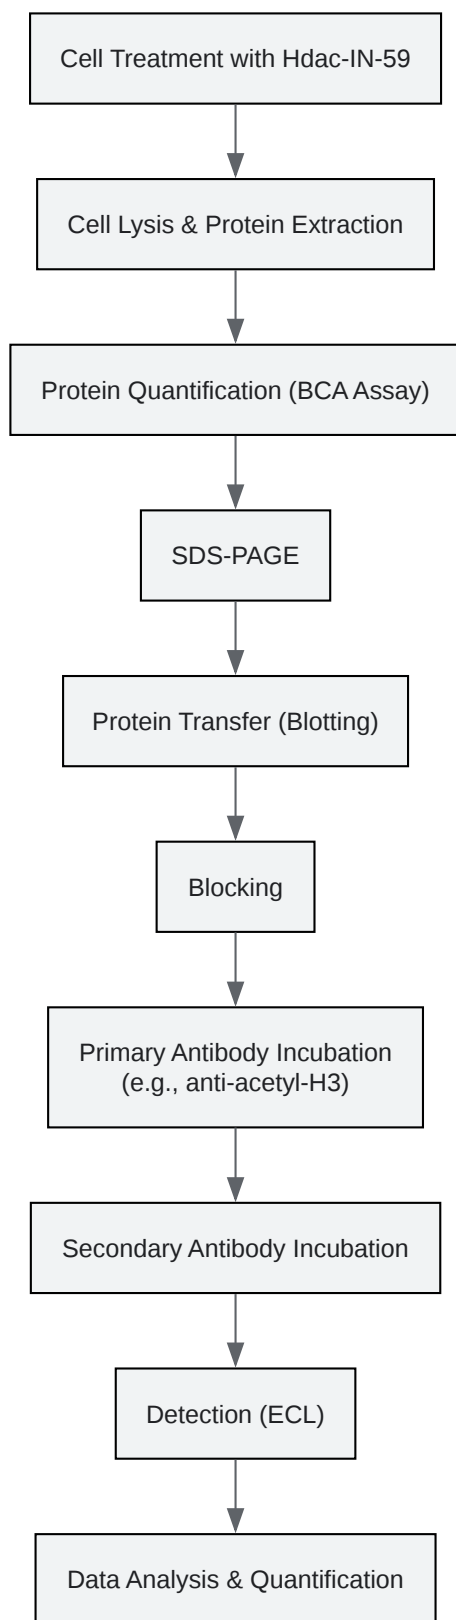 Cell Treatment with Hdac-IN-59
Cell Lysis & Protein Extraction
Protein Quantification (BCA Assay)
SDS-PAGE
Protein Transfer (Blotting)
Blocking
Primary Antibody Incubation
(e.g., anti-acetyl-H3)
Secondary Antibody Incubation
Detection (ECL)
Data Analysis & Quantification